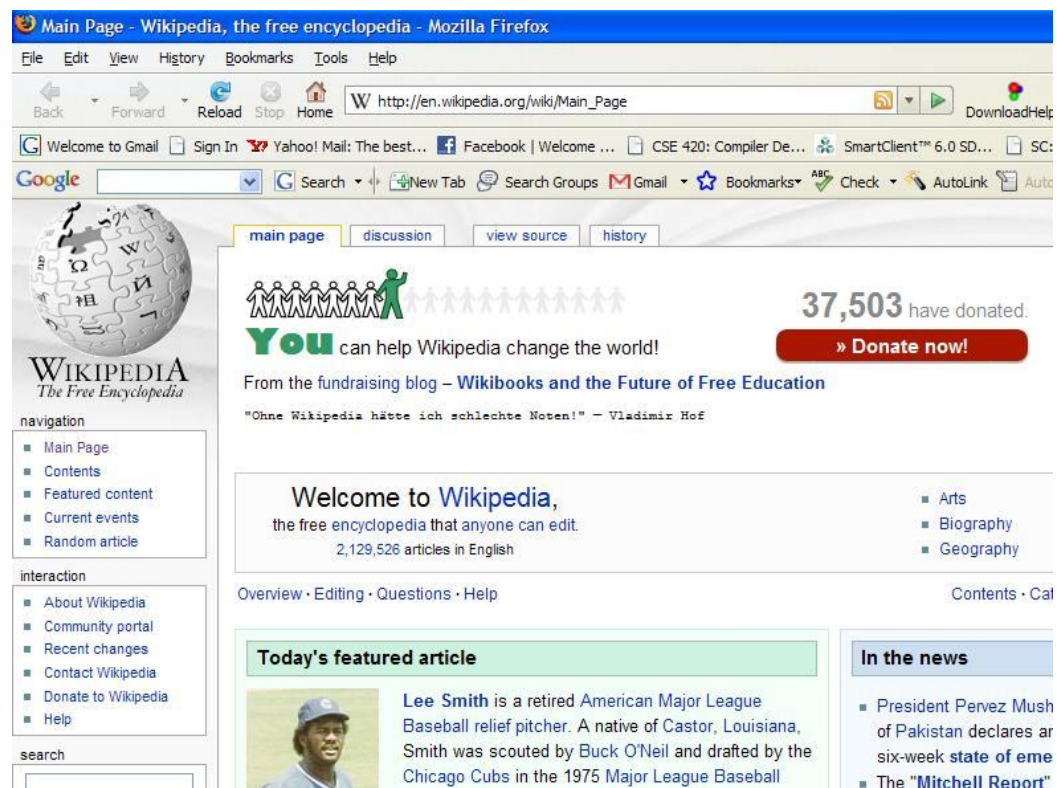 Main Page - Wikipedia, the free encyclopedia - Mozilla Firefox
File Edit View History Bookmarks Tools Help
Back Forward Reload Stop Home W http://en.wikipedia.org/wiki/Main_Page DownloadHelp
G Welcome to Gmail Sign In Yahoo! Mail: The best... Facebook | Welcome ... CSE 420: Compiler De... SmartClient™ 6.0 SD... SC:
Google G Search New Tab Search Groups Gmail Bookmarks ABC Check AutoLink Auto
main page discussion view source history
37,503 have donated.
You can help Wikipedia change the world!
» Donate now!
WIKIPEDIA
The Free Encyclopedia
From the fundraising blog – Wikibooks and the Future of Free Education
"Ohne Wikipedia hätte ich schlechte Noten!" — Vladimir Hof
navigation
Main Page
Contents
Featured content
Current events
Random article
interaction
About Wikipedia
Community portal
Recent changes
Contact Wikipedia
Donate to Wikipedia
Help
search
Welcome to Wikipedia,
the free encyclopedia that anyone can edit.
2,129,526 articles in English
Arts
Biography
Geography
Overview · Editing · Questions · Help
Contents · Cat
Today's featured article
Lee Smith is a retired American Major League
Baseball relief pitcher. A native of Castor, Louisiana,
Smith was scouted by Buck O'Neil and drafted by the
Chicago Cubs in the 1975 Major League Baseball
In the news
President Pervez Mush
of Pakistan declares an
six-week state of eme
The "Mitchell Report"